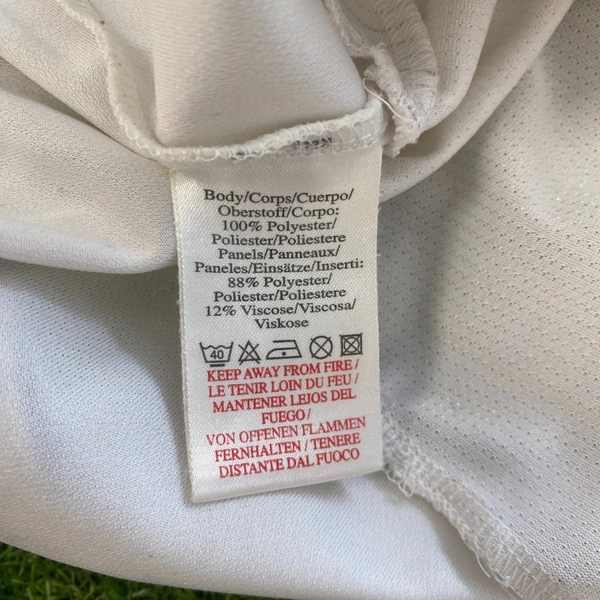 Body/Corps/Cuerpo/
Oberstoff/Corpo:
100% Polyester/
Poliester/Poliestere
Panels/Panneaux/
Paneles/Einsätze/Inserti:
88% Polyester/
Poliester/Poliestere
12% Viscose/Viscosa/
Viskose
40
KEEP AWAY FROM FIRE /
LE TENIR LOIN DU FEU /
MANTENER LEJOS DEL
FUEGO /
VON OFFENEN FLAMMEN
FERNHALTEN / TENERE
DISTANTE DAL FUOCO